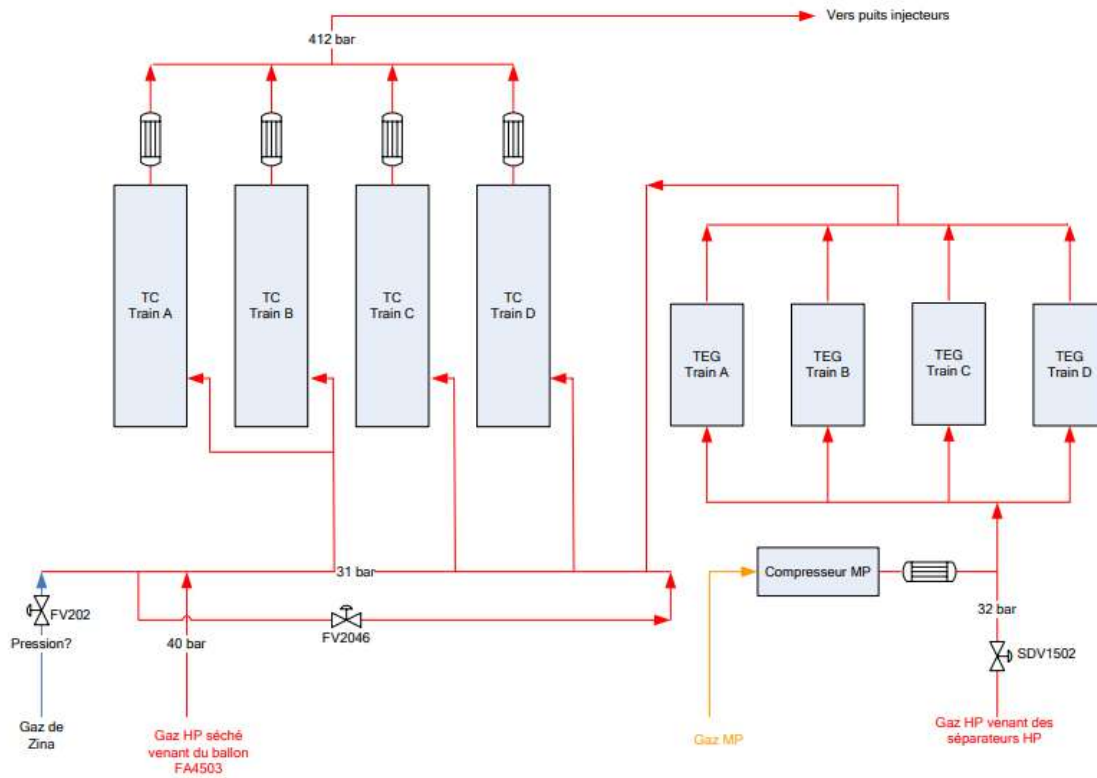 Vers puits injecteurs
412 bar
TC
Train A
TC
Train B
TC
Train C
TC
Train D
TEG
Train A
TEG
Train B
TEG
Train C
TEG
Train D
31 bar
Compresseur MP
FV202
Pression?
40 bar
FV2046
32 bar
SDV1502
Gaz de
Zina
Gaz HP séché
venant du ballon
FA4503
Gaz MP
Gaz HP venant des
séparateurs HP